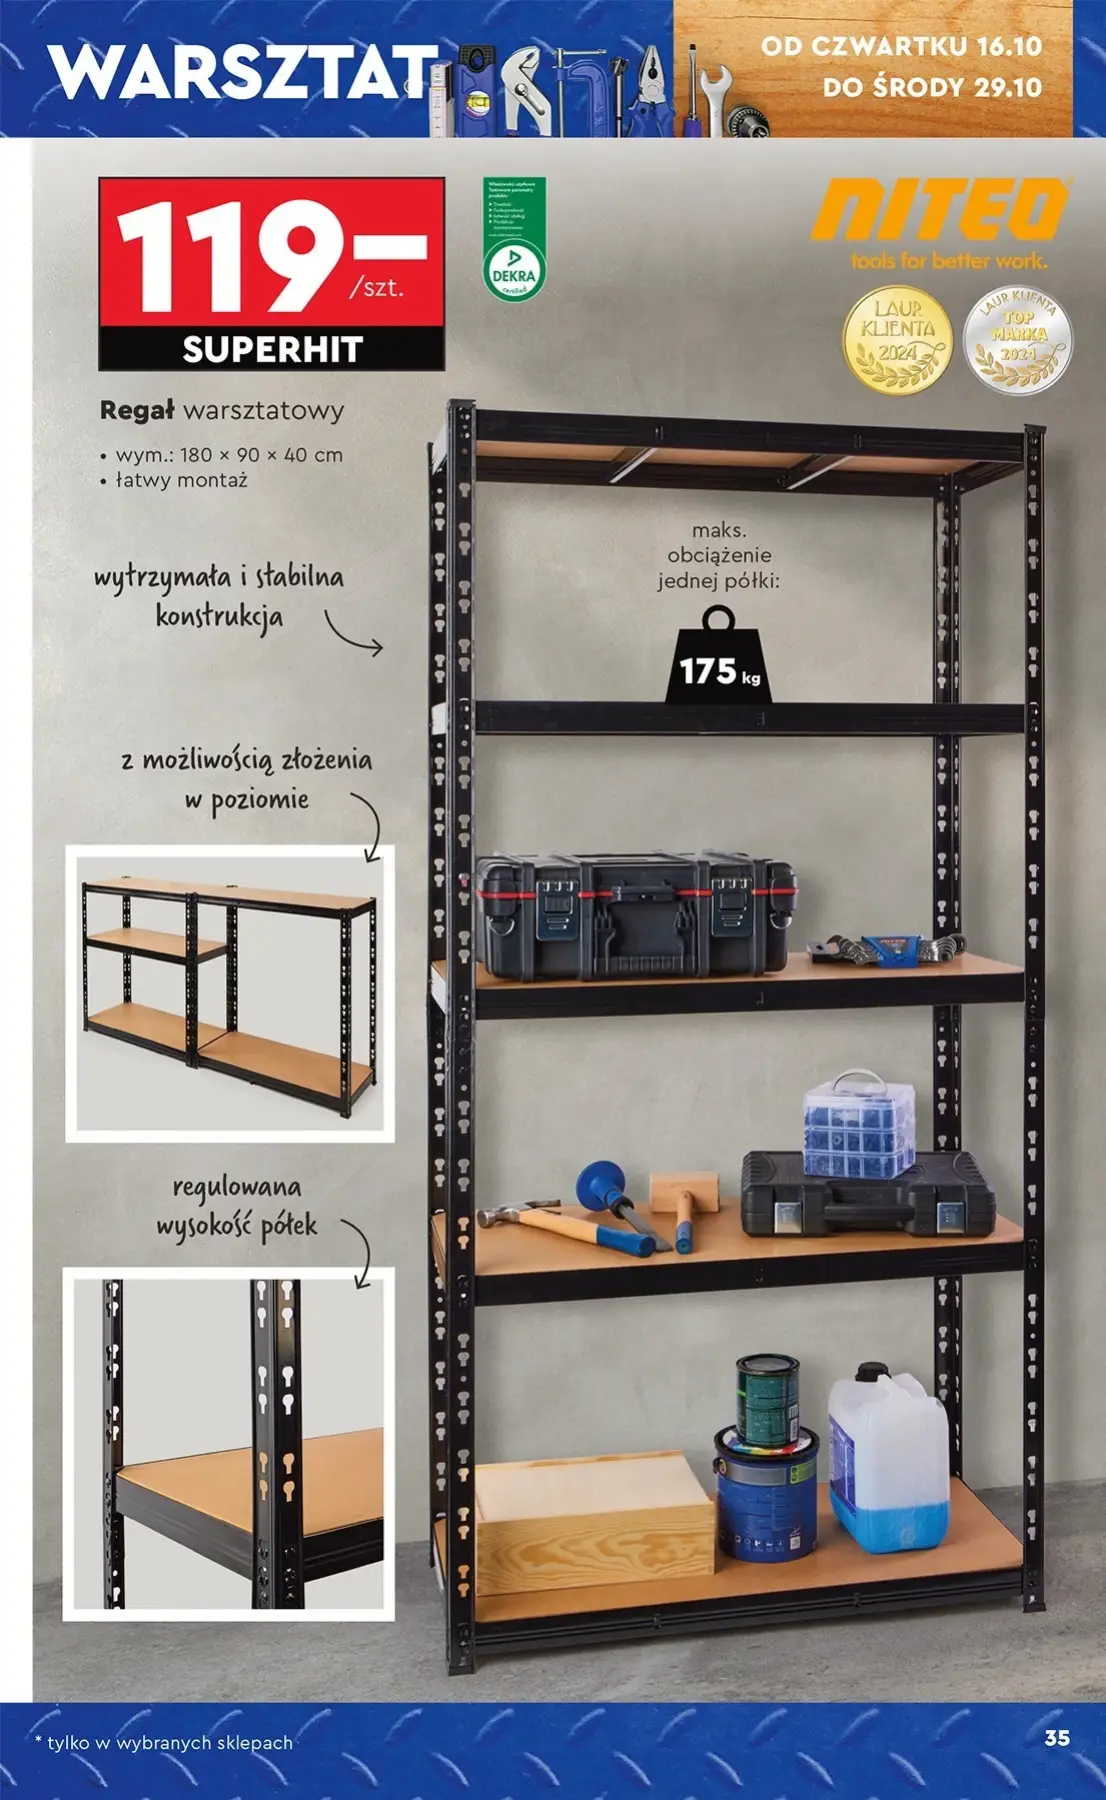 WARSZTAT
OD CZWARTKU 16.10
DO ŚRODY 29.10
119.–
/szt.
SUPERHIT
DEKRA
certified
NITEO
tools for better work.
LAUR
KLIENTA
2024
LAUR KLIENTA
TOP
MARKA
2024
Regał warsztatowy
• wym.: 180 × 90 × 40 cm
• łatwy montaż
wytrzymała i stabilna
konstrukcja
maks.
obciążenie
jednej półki:
175 kg
z możliwością złożenia
w poziomie
regulowana
wysokość półek
* tylko w wybranych sklepach
35